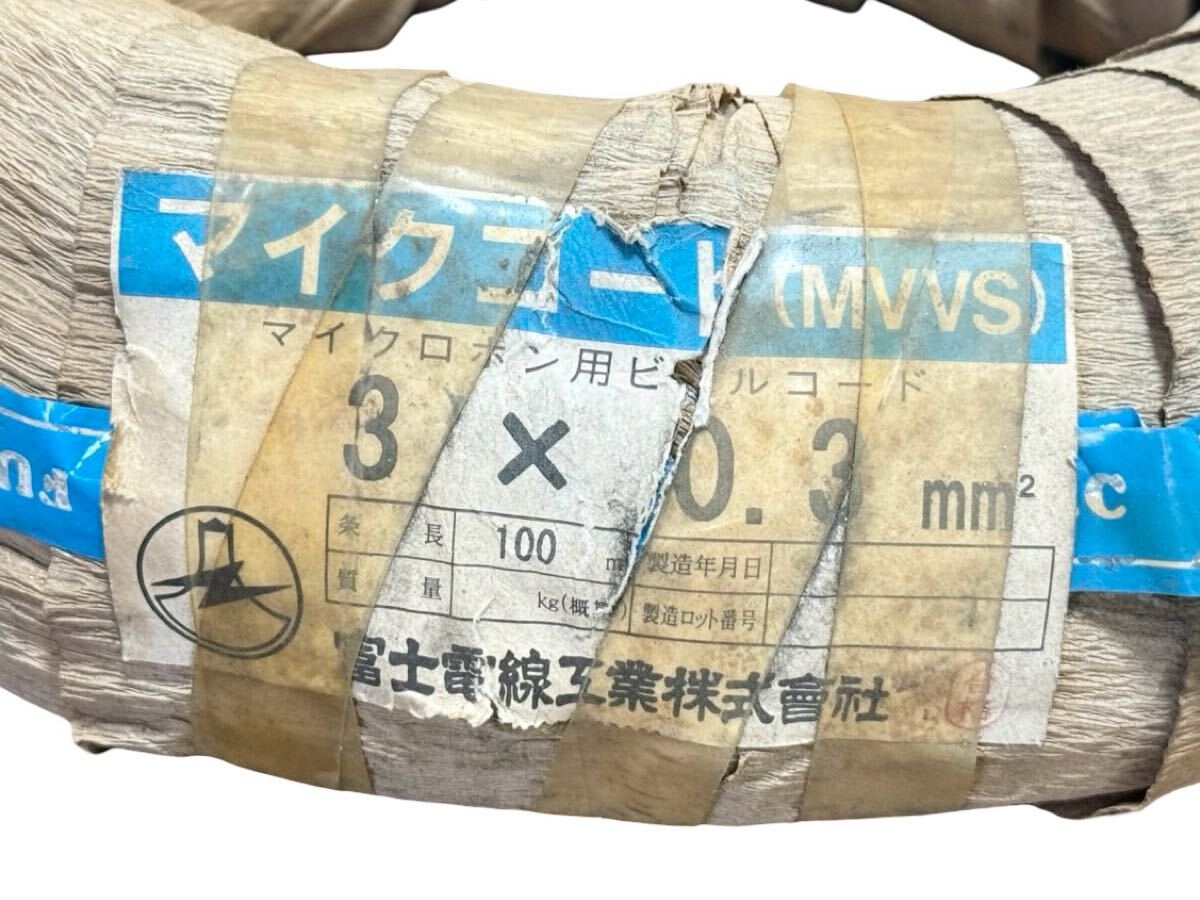 マイクコード(MVVS)
マイクロホン用ビニルコード
3 × 0.3 mm²
条長 100 m 製造年月日
質量 kg(概算) 製造ロット番号
富士電線工業株式會社